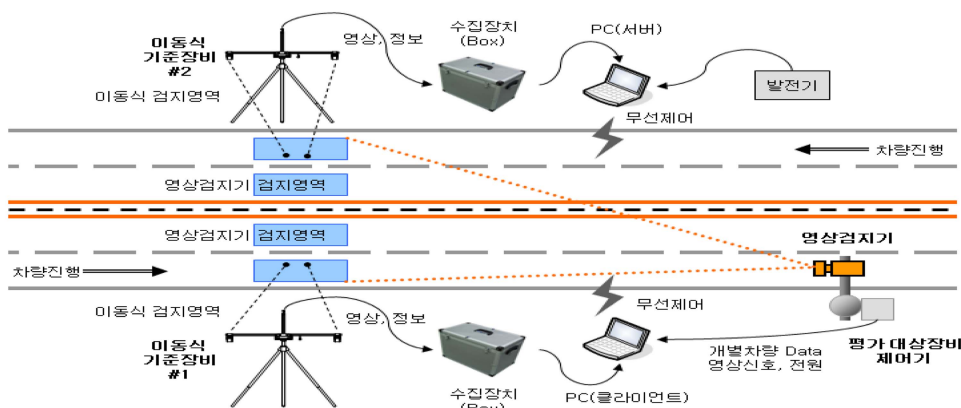 이동식
기준장비
#2
이동식 검지영역
영상, 정보
수집장치
(Box)
PC(서버)
발전기
무선제어
차량진행
영상검지기 검지영역
영상검지기 검지영역
영상검지기
차량진행
이동식 검지영역
영상, 정보
무선제어
이동식
기준장비
#1
수집장치
(Box)
PC(클라이언트)
개별차량 Data
영상신호, 전원
평가 대상장비
제어기